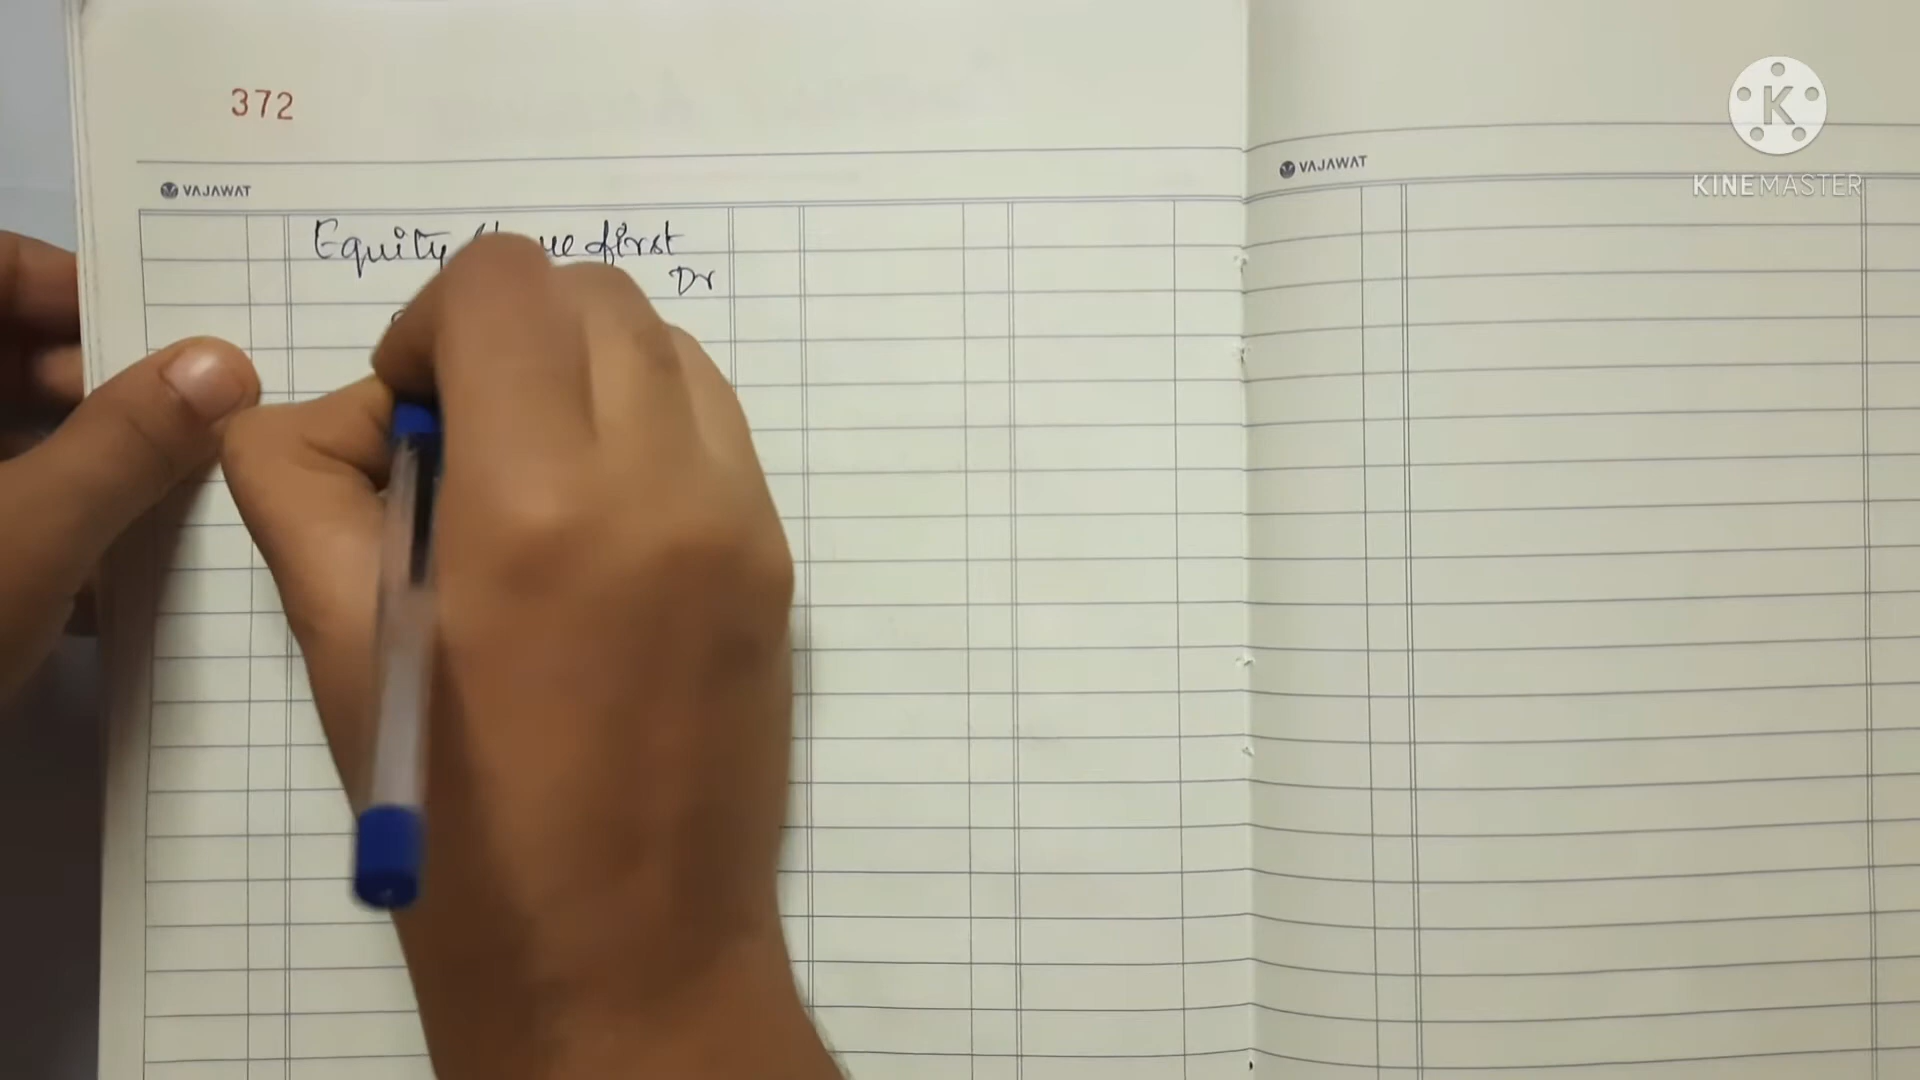 372
VAJAWAT
VAJAWAT
K
KINEMASTER
Equity first
Dr